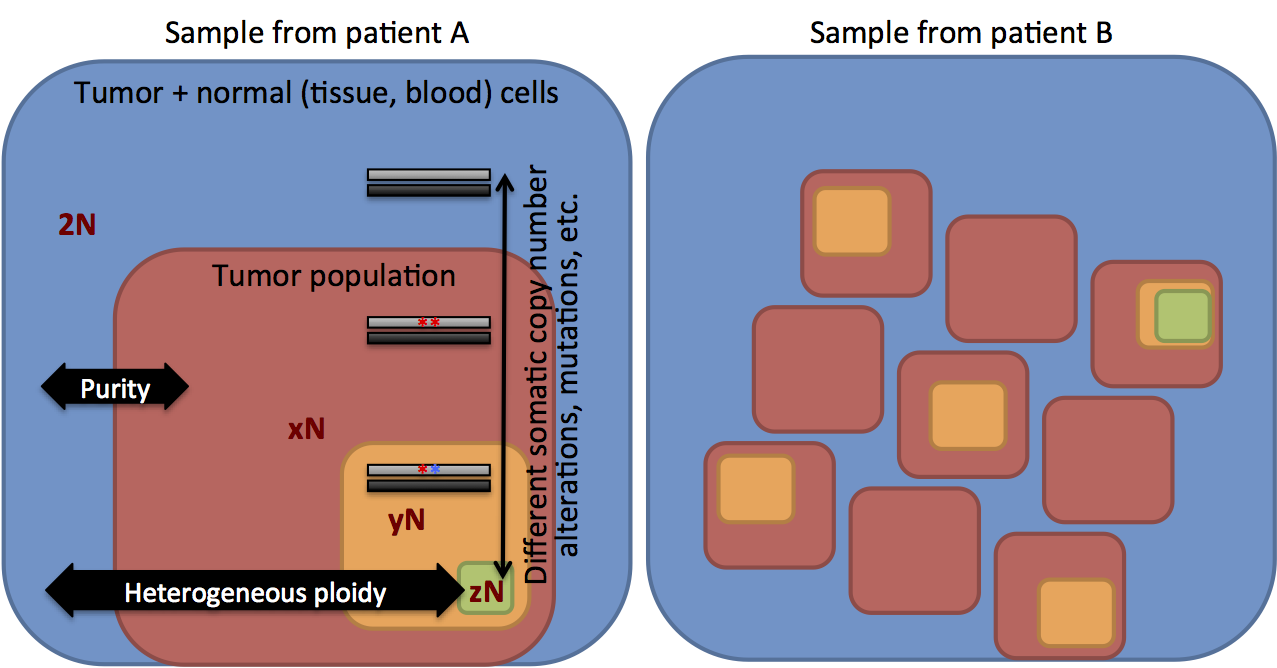 Sample from patient A
Sample from patient B
Tumor + normal (tissue, blood) cells
2N
Tumor population
**
Purity
xN
**
yN
Heterogeneous ploidy
zN
Different somatic copy number
alterations, mutations, etc.